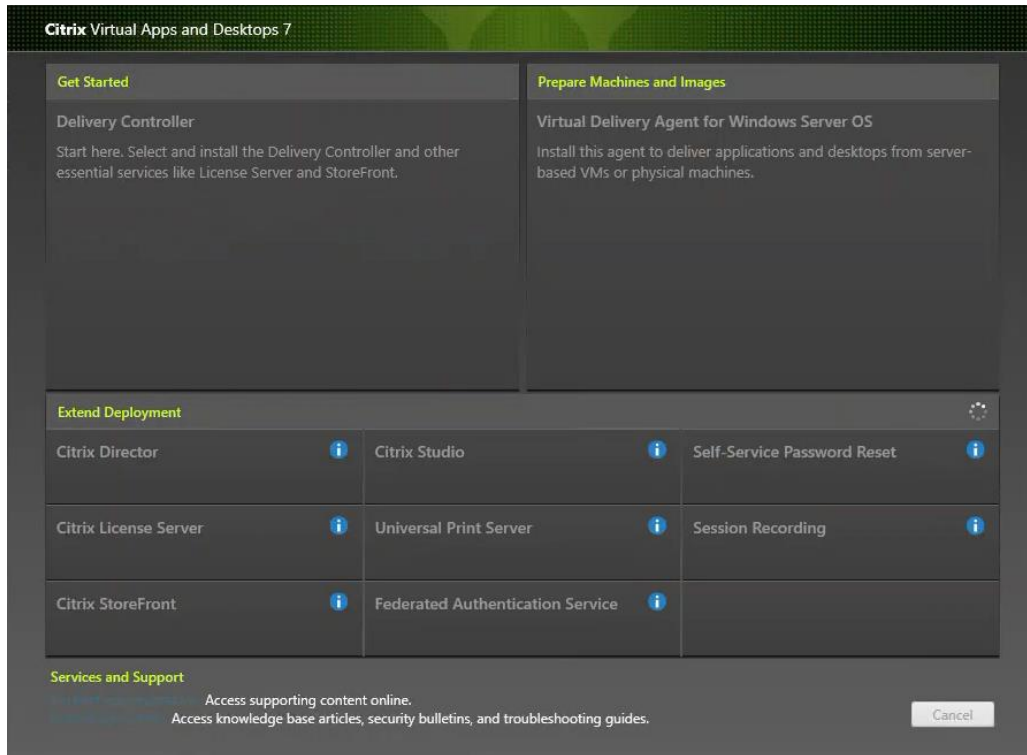 Citrix Virtual Apps and Desktops 7
Get Started
Delivery Controller
Start here. Select and install the Delivery Controller and other
essential services like License Server and StoreFront.
Prepare Machines and Images
Virtual Delivery Agent for Windows Server OS
Install this agent to deliver applications and desktops from server-
based VMs or physical machines.
Extend Deployment
Citrix Director
Citrix Studio
Self-Service Password Reset
Citrix License Server
Universal Print Server
Session Recording
Citrix StoreFront
Federated Authentication Service
Services and Support
Access supporting content online.
Access knowledge base articles, security bulletins, and troubleshooting guides.
Cancel